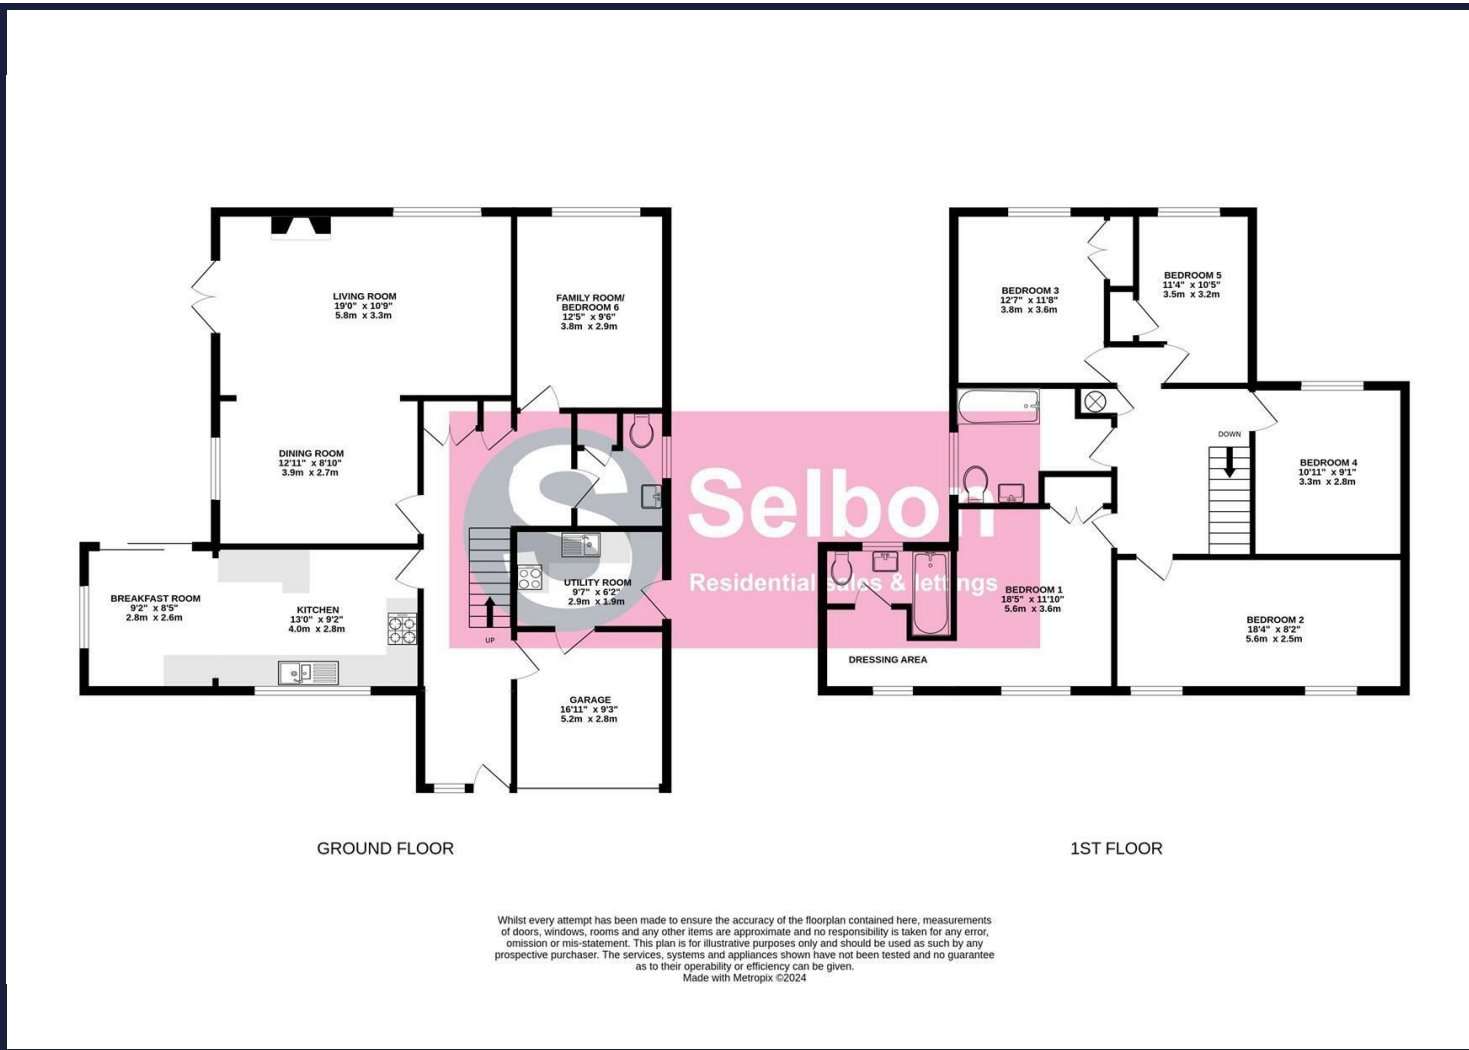 LIVING ROOM
19'0" x 10'9"
5.8m x 3.3m
FAMILY ROOM/
BEDROOM 6
12'5" x 9'6"
3.8m x 2.9m
DINING ROOM
12'11" x 8'10"
3.9m x 2.7m
BREAKFAST ROOM
9'2" x 8'5"
2.8m x 2.6m
KITCHEN
13'0" x 9'2"
4.0m x 2.8m
UTILITY ROOM
9'7" x 6'2"
2.9m x 1.9m
UP
GARAGE
16'11" x 9'3"
5.2m x 2.8m
GROUND FLOOR
S
Selbon
Residential sales & lettings
BEDROOM 3
12'7" x 11'8"
3.8m x 3.6m
BEDROOM 5
11'4" x 10'5"
3.5m x 3.2m
DOWN
BEDROOM 4
10'11" x 9'1"
3.3m x 2.8m
BEDROOM 1
18'5" x 11'10"
5.6m x 3.6m
DRESSING AREA
BEDROOM 2
18'4" x 8'2"
5.6m x 2.5m
1ST FLOOR
Whilst every attempt has been made to ensure the accuracy of the floorplan contained here, measurements
of doors, windows, rooms and any other items are approximate and no responsibility is taken for any error,
omission or mis-statement. This plan is for illustrative purposes only and should be used as such by any
prospective purchaser. The services, systems and appliances shown have not been tested and no guarantee
as to their operability or efficiency can be given.
Made with Metropix ©2024